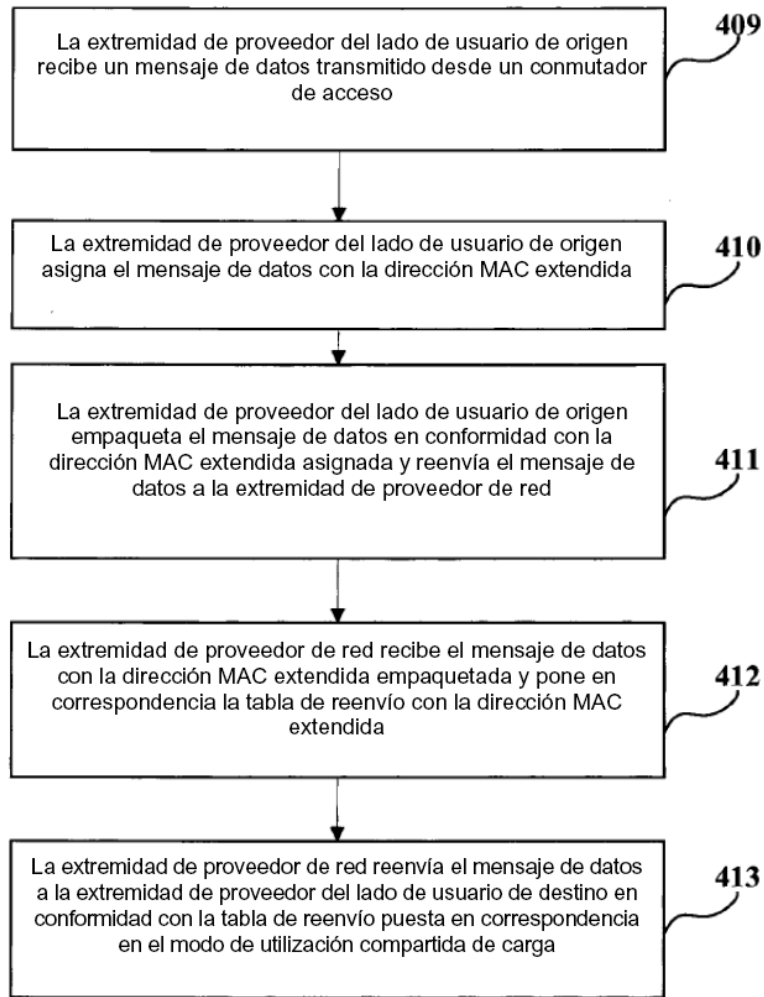 La extremidad de proveedor del lado de usuario de origen
recibe un mensaje de datos transmitido desde un conmutador
de acceso
409
La extremidad de proveedor del lado de usuario de origen
asigna el mensaje de datos con la dirección MAC extendida
410
La extremidad de proveedor del lado de usuario de origen
empaqueta el mensaje de datos en conformidad con la
dirección MAC extendida asignada y reenvía el mensaje de
datos a la extremidad de proveedor de red
411
La extremidad de proveedor de red recibe el mensaje de datos
con la dirección MAC extendida empaquetada y pone en
correspondencia la tabla de reenvío con la dirección MAC
extendida
412
La extremidad de proveedor de red reenvía el mensaje de datos
a la extremidad de proveedor del lado de usuario de destino en
conformidad con la tabla de reenvío puesta en correspondencia
en el modo de utilización compartida de carga
413